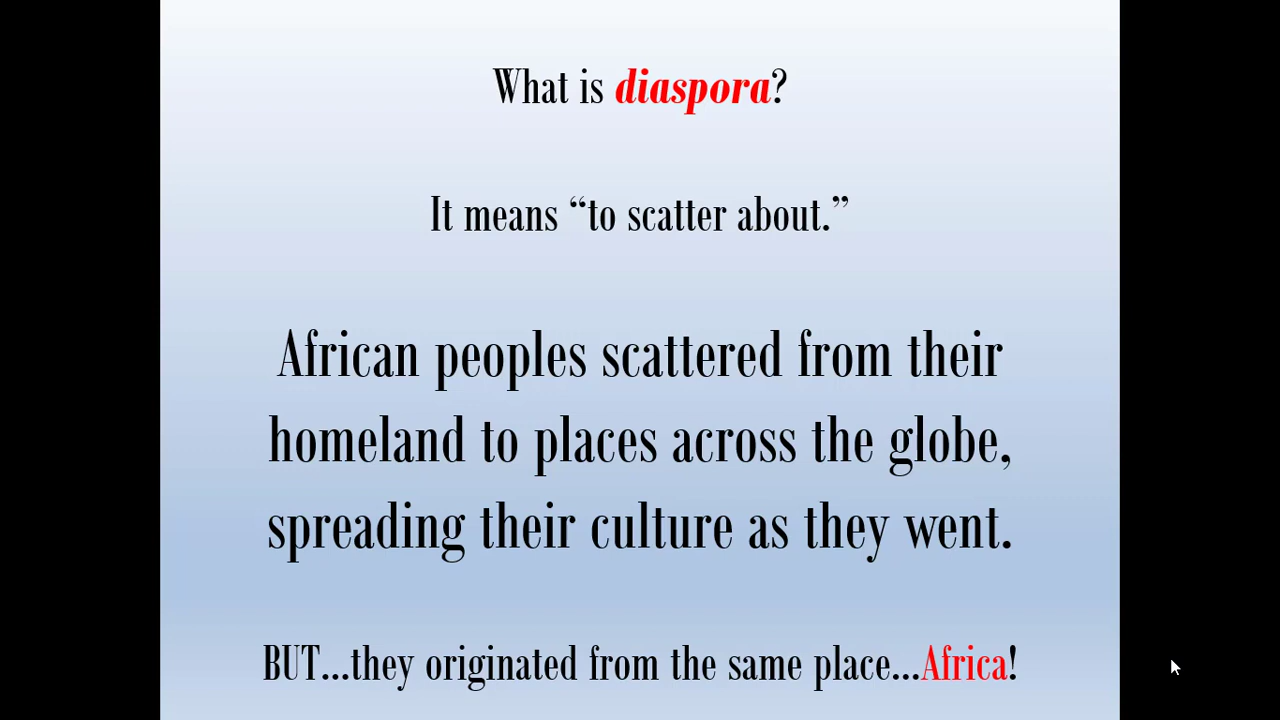 What is diaspora?
It means “to scatter about.”
African peoples scattered from their
homeland to places across the globe,
spreading their culture as they went.
BUT...they originated from the same place...Africa!